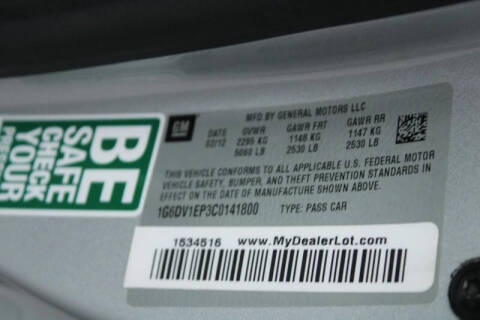 BE
SAFE
CHECK
YOUR
GM
MFD BY GENERAL MOTORS LLC
DATE GVWR GAWR FRT GAWR RR
02/12 2295 KG 1148 KG 1147 KG
5060 LB 2530 LB 2530 LB
THIS VEHICLE CONFORMS TO ALL APPLICABLE U.S. FEDERAL MOTOR
VEHICLE SAFETY, BUMPER, AND THEFT PREVENTION STANDARDS IN
EFFECT ON THE DATE OF MANUFACTURE SHOWN ABOVE.
1G6DV1EP3C0141800 TYPE: PASS CAR
1534516 www.MyDealerLot.com